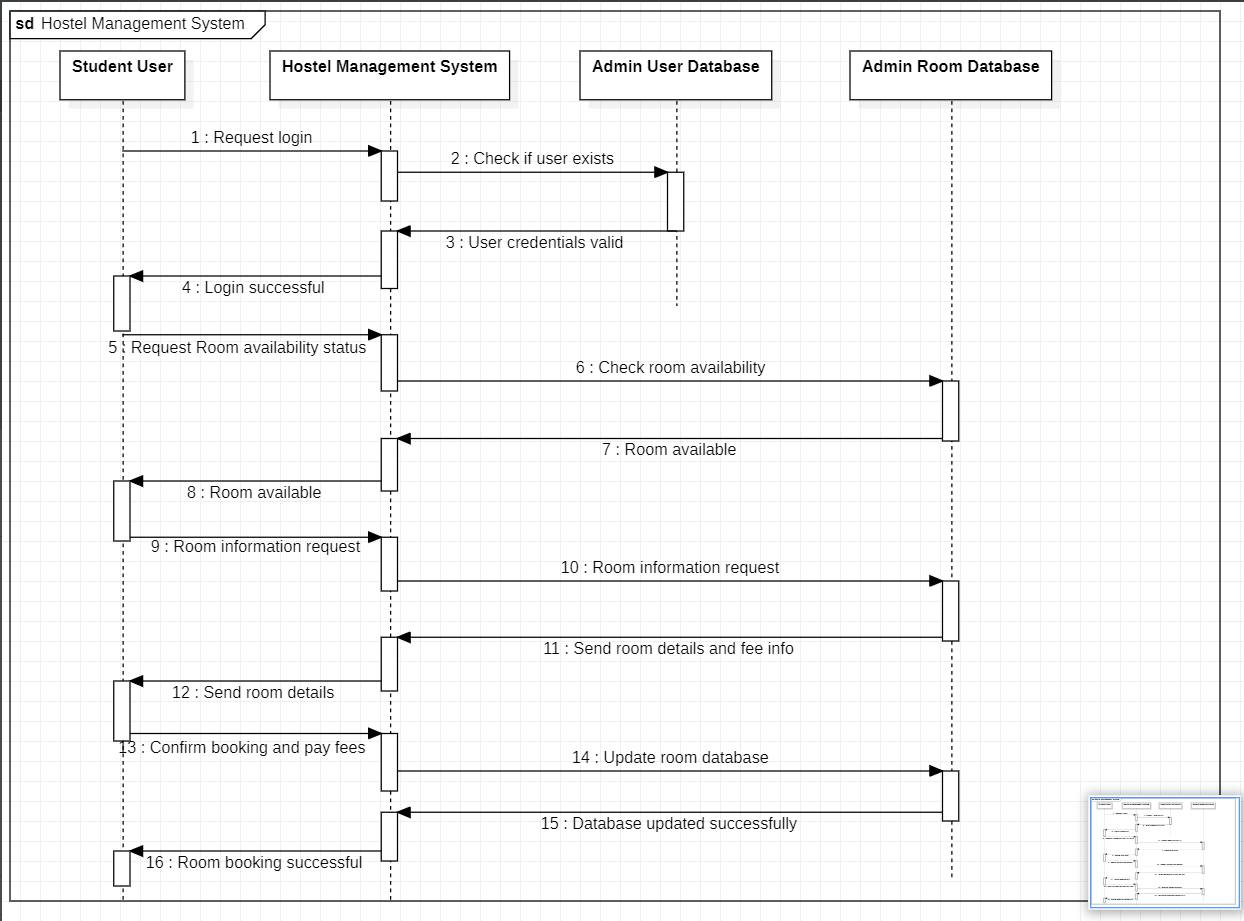 sd Hostel Management System
Student User
Hostel Management System
Admin User Database
Admin Room Database
1 : Request login
2 : Check if user exists
3 : User credentials valid
4 : Login successful
5 : Request Room availability status
6 : Check room availability
7 : Room available
8 : Room available
9 : Room information request
10 : Room information request
11 : Send room details and fee info
12 : Send room details
13 : Confirm booking and pay fees
14 : Update room database
15 : Database updated successfully
16 : Room booking successful